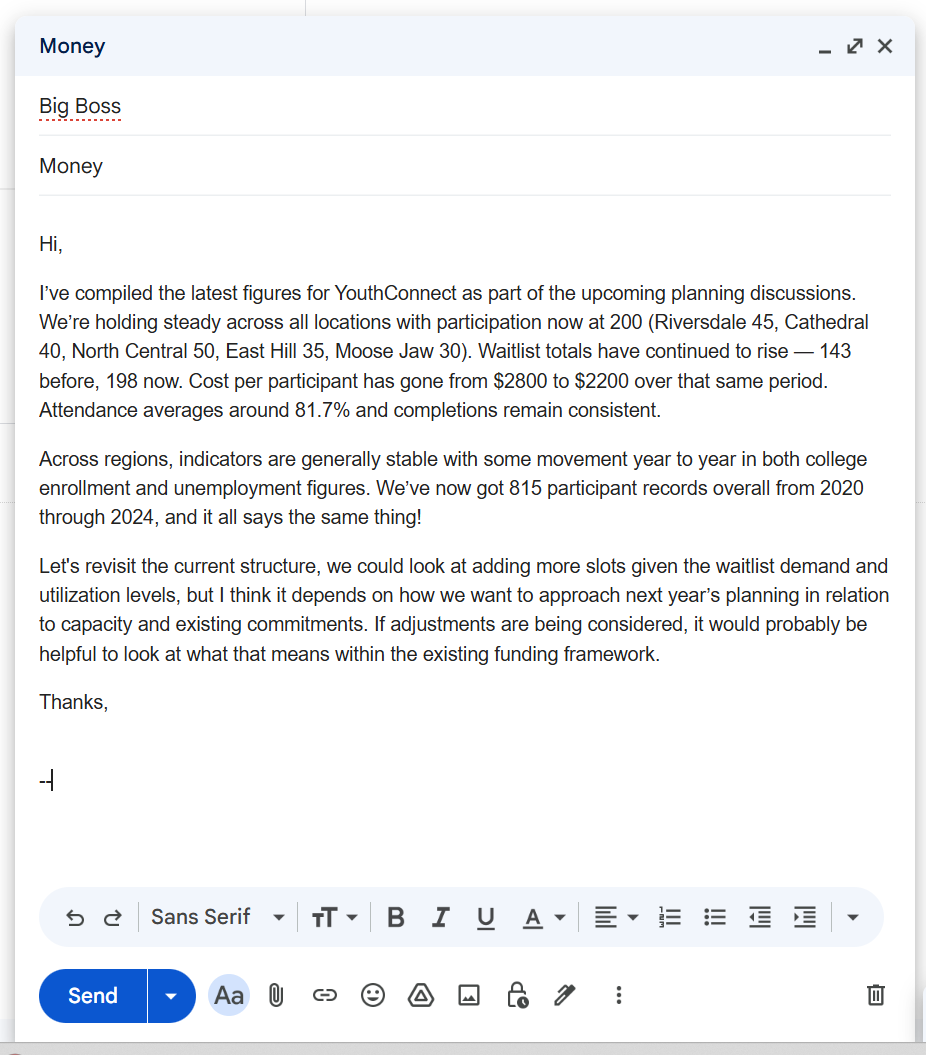 Money
Big Boss
Money
Hi,
I’ve compiled the latest figures for YouthConnect as part of the upcoming planning discussions.
We’re holding steady across all locations with participation now at 200 (Riversdale 45, Cathedral
40, North Central 50, East Hill 35, Moose Jaw 30). Waitlist totals have continued to rise — 143
before, 198 now. Cost per participant has gone from $2800 to $2200 over that same period.
Attendance averages around 81.7% and completions remain consistent.
Across regions, indicators are generally stable with some movement year to year in both college
enrollment and unemployment figures. We’ve now got 815 participant records overall from 2020
through 2024, and it all says the same thing!
Let's revisit the current structure, we could look at adding more slots given the waitlist demand and
utilization levels, but I think it depends on how we want to approach next year’s planning in relation
to capacity and existing commitments. If adjustments are being considered, it would probably be
helpful to look at what that means within the existing funding framework.
Thanks,
--
Sans Serif TT B I U A
Send Aa